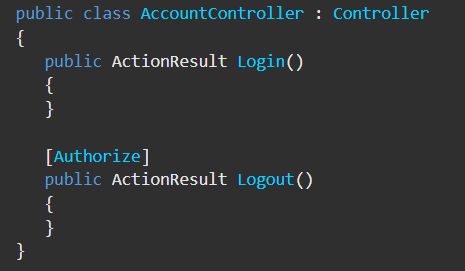 public class AccountController : Controller
{
public ActionResult Login()
{
}
[Authorize]
public ActionResult Logout()
{
}
}